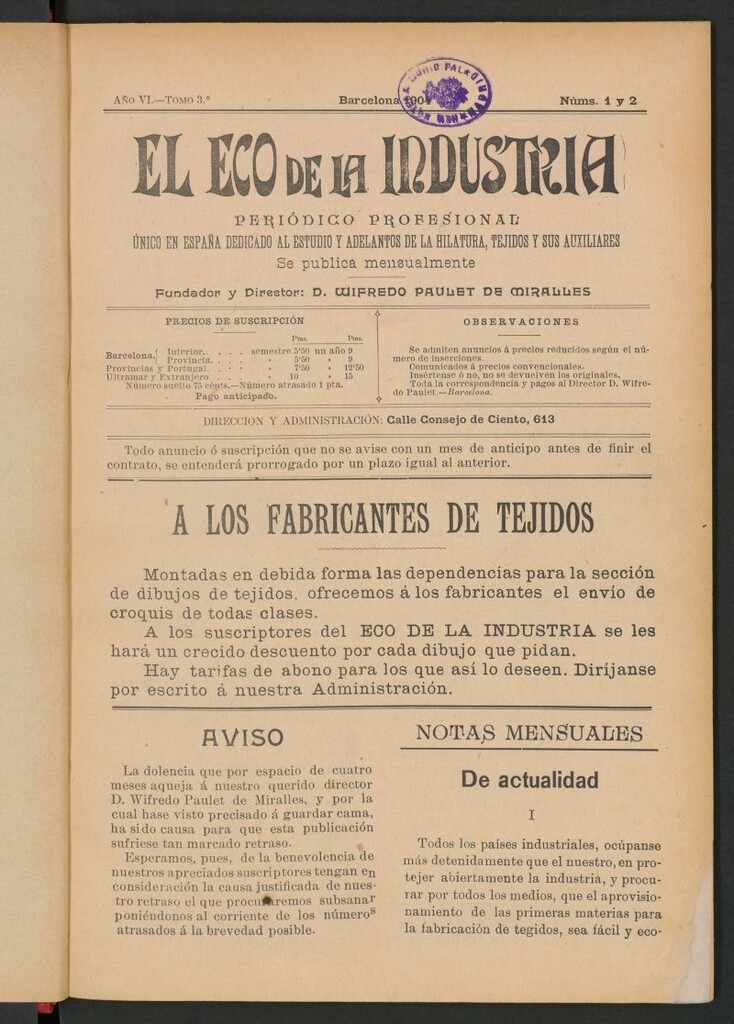 AÑO VI.—TOMO 3.º Barcelona 1904 Núms. 1 y 2
EL ECO DE LA INDUSTRIA
PERIÓDICO PROFESIONAL
ÚNICO EN ESPAÑA DEDICADO AL ESTUDIO Y ADELANTOS DE LA HILATURA, TEJIDOS Y SUS AUXILIARES
Se publica mensualmente
Fundador y Director: D. WIFREDO PAULET DE MIRALLES
PRECIOS DE SUSCRIPCIÓN
Ptas. Ptas.
Barcelona. Interior. . . . semestre 5'50 un año 9
Provincia. . . . » 5'50 » 9
Provincias y Portugal. . . . » 7'50 » 12'50
Ultramar y Extranjero . . . » 10 » 15
Número suelto 75 cénts.—Número atrasado 1 pta.
Pago anticipado.
OBSERVACIONES
Se admiten anuncios á precios reducidos según el nú-
mero de inserciones.
Comunicados á precios convencionales.
Insértense ó no, no se devuelven los originales.
Toda la correspondencia y pagos al Director D. Wifre-
do Paulet.—Barcelona.
DIRECCION Y ADMINISTRACIÓN: Calle Consejo de Ciento, 613
Todo anuncio ó suscripción que no se avise con un mes de anticipo antes de finir el
contrato, se entenderá prorrogado por un plazo igual al anterior.
A LOS FABRICANTES DE TEJIDOS
Montadas en debida forma las dependencias para la sección
de dibujos de tejidos. ofrecemos á los fabricantes el envío de
croquis de todas clases.
A los suscriptores del ECO DE LA INDUSTRIA se les
hará un crecido descuento por cada dibujo que pidan.
Hay tarifas de abono para los que así lo deseen. Diríjanse
por escrito á nuestra Administración.
AVISO
La dolencia que por espacio de cuatro
meses aqueja á nuestro querido director
D. Wifredo Paulet de Miralles, y por la
cual hase visto precisado á guardar cama,
ha sido causa para que esta publicación
sufriese tan marcado retraso.
Esperamos, pues, de la benevolencia de
nuestros apreciados suscriptores tengan en
consideración la causa justificada de nues-
tro retraso el que procuraremos subsanar
poniéndonos al corriente de los números
atrasados á la brevedad posible.
NOTAS MENSUALES
De actualidad
I
Todos los países industriales, ocúpanse
más detenidamente que el nuestro, en pro-
tejer abiertamente la industria, y procu-
rar por todos los medios, que el aprovisio-
namiento de las primeras materias para
la fabricación de tegidos, sea fácil y eco-